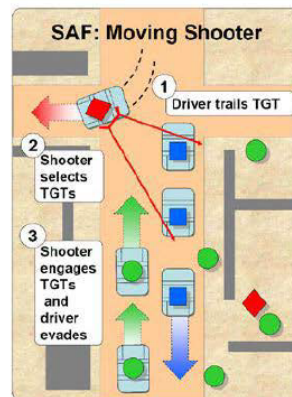 SAF: Moving Shooter
1
Driver trails TGT
2
Shooter
selects
TGTs
3
Shooter
engages
TGTs
and
driver
evades